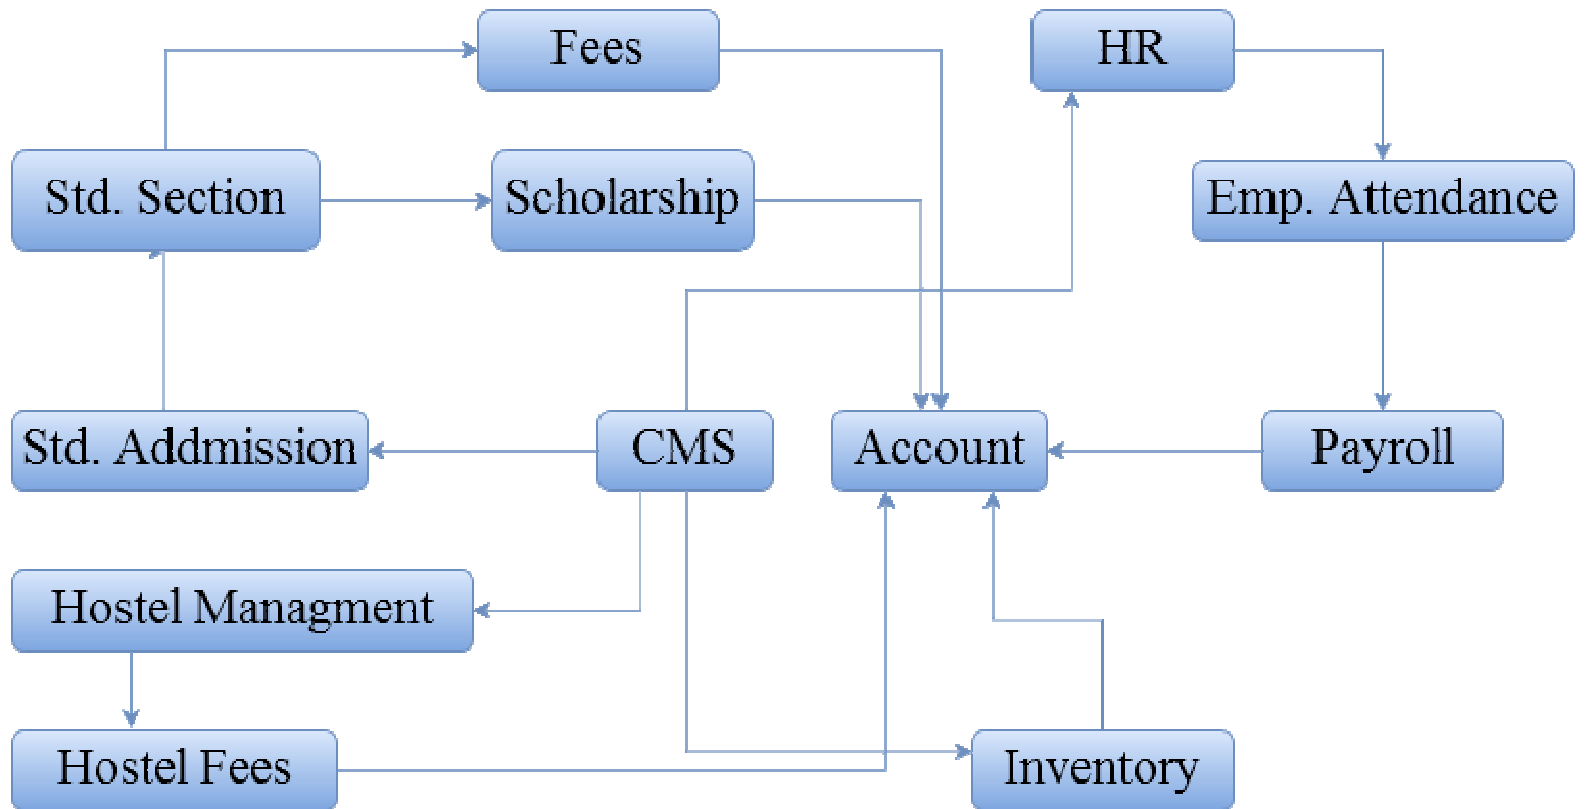 Fees
HR
Std. Section
Scholarship
Emp. Attendance
Std. Addmission
CMS
Account
Payroll
Hostel Managment
Hostel Fees
Inventory